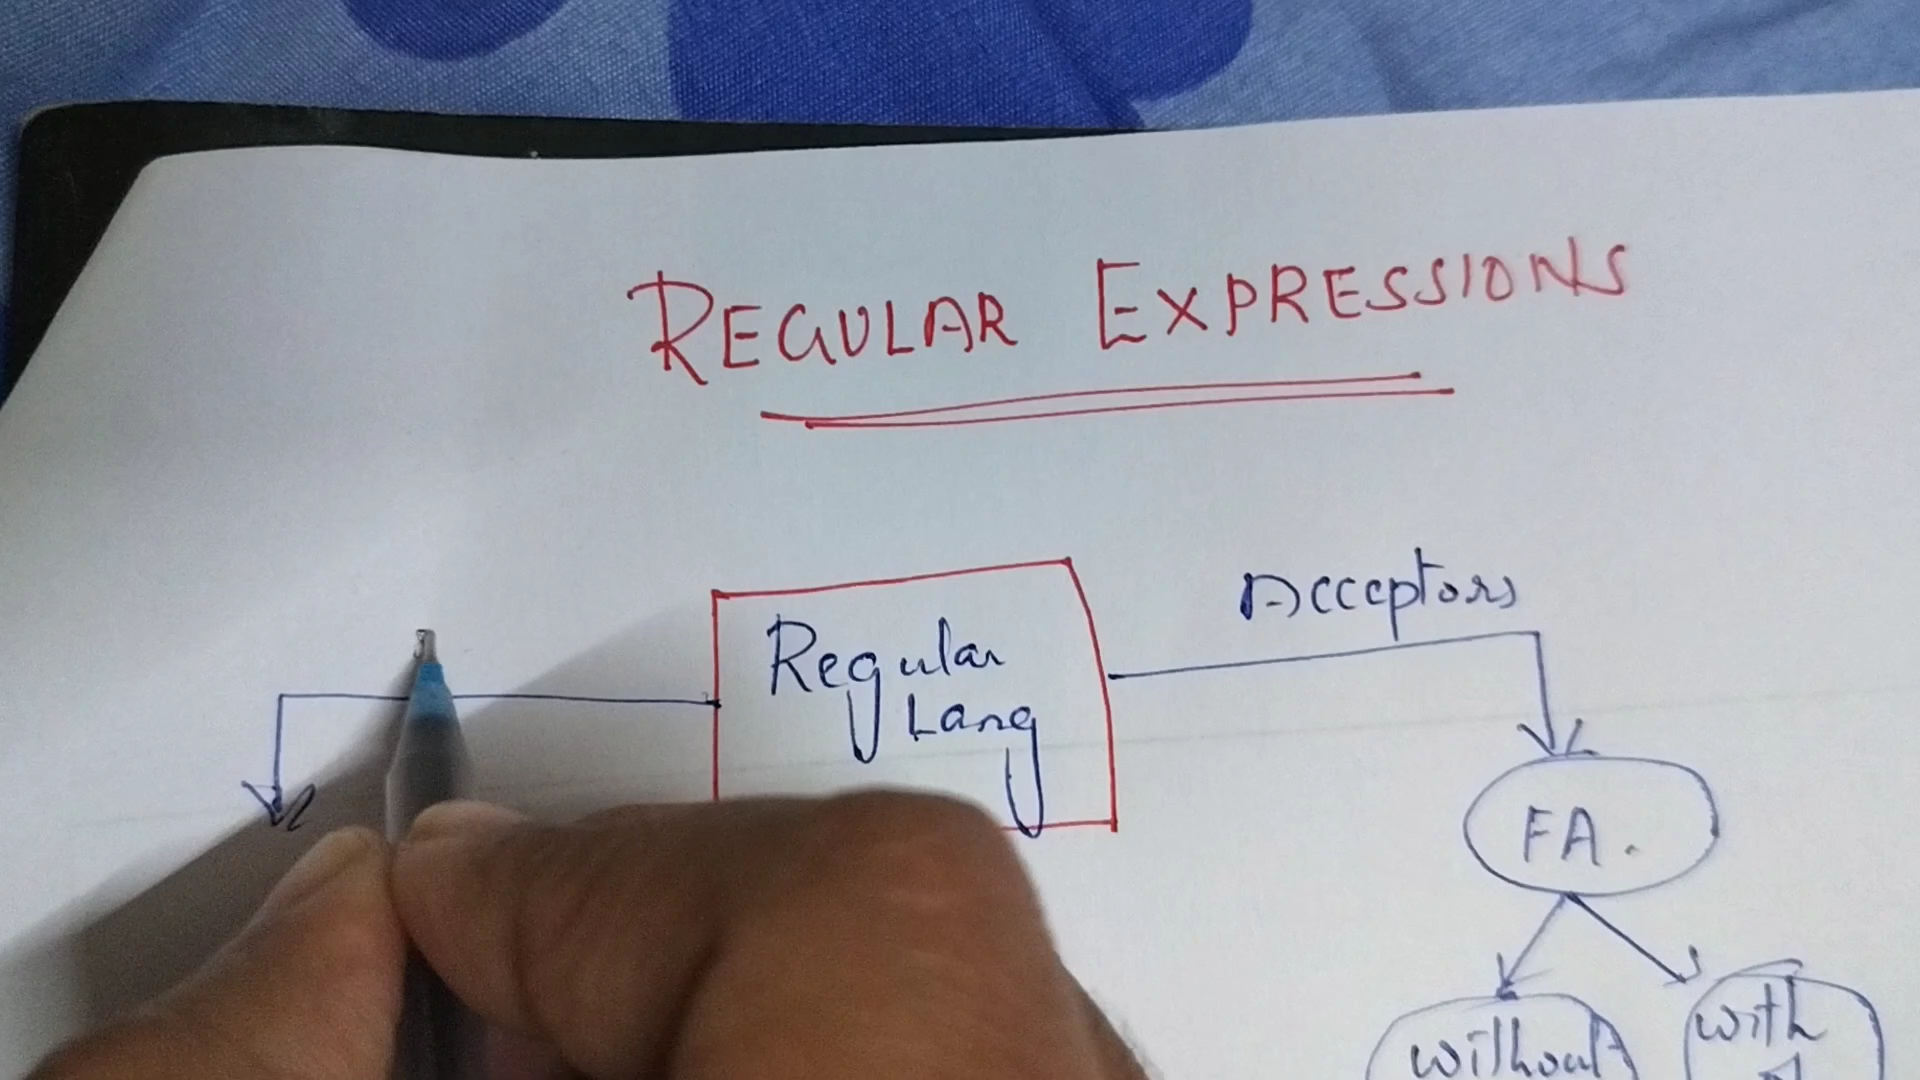 REGULAR EXPRESSIONS
Acceptors
Regular
Lang
FA.
without
with